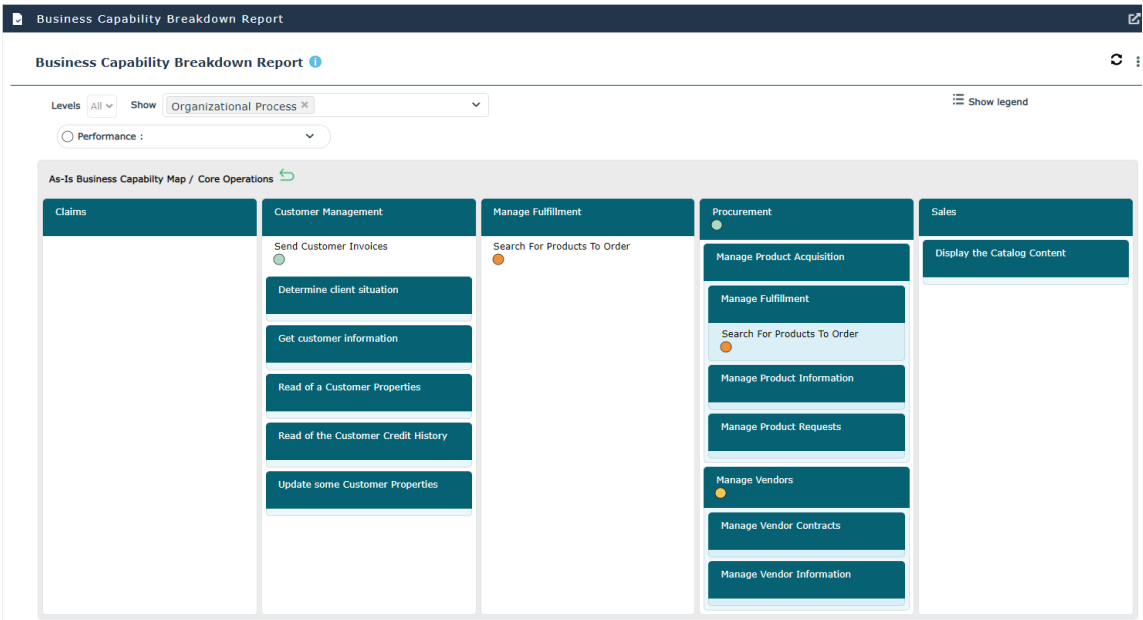 Business Capability Breakdown Report
Business Capability Breakdown Report
Levels All Show Organizational Process × Show legend
Performance :
As-Is Business Capabilty Map / Core Operations
Claims
Customer Management
Send Customer Invoices
Determine client situation
Get customer information
Read of a Customer Properties
Read of the Customer Credit History
Update some Customer Properties
Manage Fulfillment
Search For Products To Order
Procurement
Manage Product Acquisition
Manage Fulfillment
Search For Products To Order
Manage Product Information
Manage Product Requests
Manage Vendors
Manage Vendor Contracts
Manage Vendor Information
Sales
Display the Catalog Content